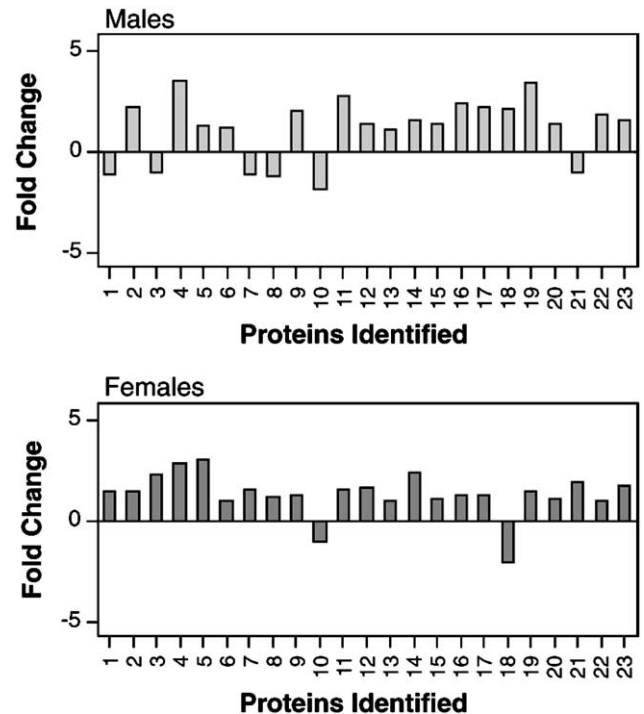 Males
Fold Change
5
0
-5
1 2 3 4 5 6 7 8 9 10 11 12 13 14 15 16 17 18 19 20 21 22 23
Proteins Identified
Females
Fold Change
5
0
-5
1 2 3 4 5 6 7 8 9 10 11 12 13 14 15 16 17 18 19 20 21 22 23
Proteins Identified